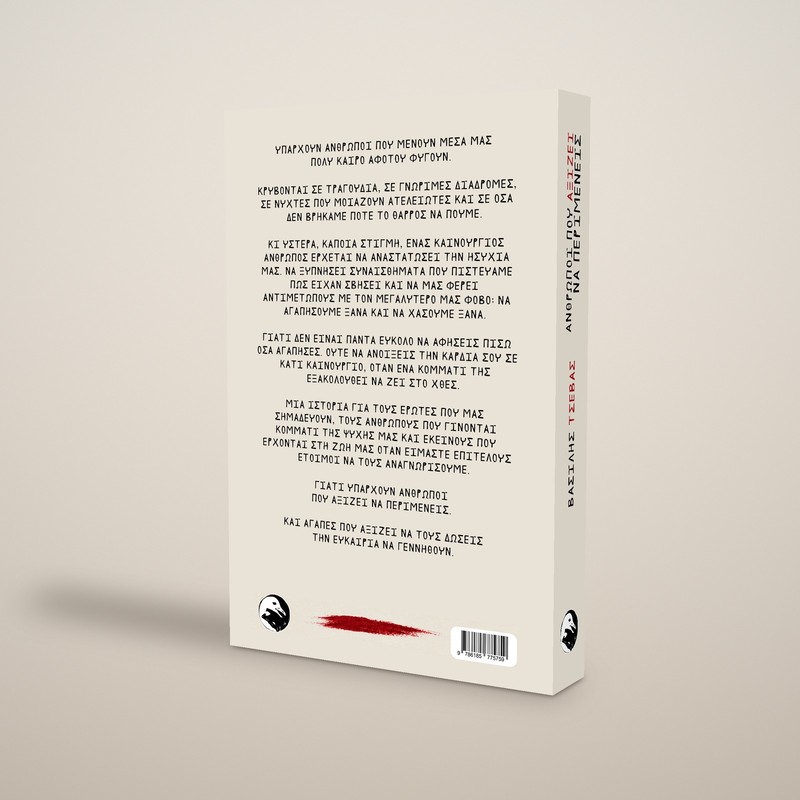 ΥΠΑΡΧΟΥΝ ΑΝΘΡΩΠΟΙ ΠΟΥ ΜΕΝΟΥΝ ΜΕΣΑ ΜΑΣ
ΠΟΛΥ ΚΑΙΡΟ ΑΦΟΤΟΥ ΦΥΓΟΥΝ.
ΚΡΥΒΟΝΤΑΙ ΣΕ ΤΡΑΓΟΥΔΙΑ, ΣΕ ΓΝΩΡΙΜΕΣ ΔΙΑΔΡΟΜΕΣ,
ΣΕ ΝΥΧΤΕΣ ΠΟΥ ΜΟΙΑΖΟΥΝ ΑΤΕΛΕΙΩΤΕΣ ΚΑΙ ΣΕ ΟΣΑ
ΔΕΝ ΒΡΗΚΑΜΕ ΠΟΤΕ ΤΟ ΘΑΡΡΟΣ ΝΑ ΠΟΥΜΕ.
ΚΙ ΥΣΤΕΡΑ, ΚΑΠΟΙΑ ΣΤΙΓΜΗ, ΕΝΑΣ ΚΑΙΝΟΥΡΓΙΟΣ
ΑΝΘΡΩΠΟΣ ΕΡΧΕΤΑΙ ΝΑ ΑΝΑΣΤΑΤΩΣΕΙ ΤΗΝ ΗΣΥΧΙΑ
ΜΑΣ. ΝΑ ΞΥΠΝΗΣΕΙ ΣΥΝΑΙΣΘΗΜΑΤΑ ΠΟΥ ΠΙΣΤΕΥΑΜΕ
ΠΩΣ ΕΙΧΑΝ ΣΒΗΣΕΙ ΚΑΙ ΝΑ ΜΑΣ ΦΕΡΕΙ
ΑΝΤΙΜΕΤΩΠΟΥΣ ΜΕ ΤΟΝ ΜΕΓΑΛΥΤΕΡΟ ΜΑΣ ΦΟΒΟ: ΝΑ
ΑΓΑΠΗΣΟΥΜΕ ΞΑΝΑ ΚΑΙ ΝΑ ΧΑΣΟΥΜΕ ΞΑΝΑ.
ΓΙΑΤΙ ΔΕΝ ΕΙΝΑΙ ΠΑΝΤΑ ΕΥΚΟΛΟ ΝΑ ΑΦΗΣΕΙΣ ΠΙΣΩ
ΟΣΑ ΑΓΑΠΗΣΕΣ. ΟΥΤΕ ΝΑ ΑΝΟΙΞΕΙΣ ΤΗΝ ΚΑΡΔΙΑ ΣΟΥ ΣΕ
ΚΑΤΙ ΚΑΙΝΟΥΡΓΙΟ, ΟΤΑΝ ΕΝΑ ΚΟΜΜΑΤΙ ΤΗΣ
ΕΞΑΚΟΛΟΥΘΕΙ ΝΑ ΖΕΙ ΣΤΟ ΧΘΕΣ.
ΜΙΑ ΙΣΤΟΡΙΑ ΓΙΑ ΤΟΥΣ ΕΡΩΤΕΣ ΠΟΥ ΜΑΣ
ΣΗΜΑΔΕΥΟΥΝ, ΤΟΥΣ ΑΝΘΡΩΠΟΥΣ ΠΟΥ ΓΙΝΟΝΤΑΙ
ΚΟΜΜΑΤΙ ΤΗΣ ΨΥΧΗΣ ΜΑΣ ΚΑΙ ΕΚΕΙΝΟΥΣ ΠΟΥ
ΕΡΧΟΝΤΑΙ ΣΤΗ ΖΩΗ ΜΑΣ ΟΤΑΝ ΕΙΜΑΣΤΕ ΕΠΙΤΕΛΟΥΣ
ΕΤΟΙΜΟΙ ΝΑ ΤΟΥΣ ΑΝΑΓΝΩΡΙΣΟΥΜΕ.
ΓΙΑΤΙ ΥΠΑΡΧΟΥΝ ΑΝΘΡΩΠΟΙ
ΠΟΥ ΑΞΙΖΕΙ ΝΑ ΠΕΡΙΜΕΝΕΙΣ.
ΚΑΙ ΑΓΑΠΕΣ ΠΟΥ ΑΞΙΖΕΙ ΝΑ ΤΟΥΣ ΔΩΣΕΙΣ
ΤΗΝ ΕΥΚΑΙΡΙΑ ΝΑ ΓΕΝΝΗΘΟΥΝ.
9 786185 775759
ΒΑΣΙΛΗΣ ΤΣΕΒΑΣ
ΑΝΘΡΩΠΟΙ ΠΟΥ ΑΞΙΖΕΙ
ΝΑ ΠΕΡΙΜΕΝΕΙΣ